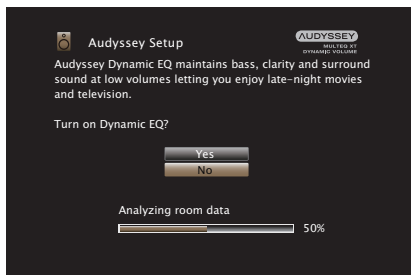 Audyssey Setup
AUDYSSEY
MULTEQ XT
DYNAMIC VOLUME
Audyssey Dynamic EQ maintains bass, clarity and surround
sound at low volumes letting you enjoy late-night movies
and television.
Turn on Dynamic EQ?
Yes
No
Analyzing room data
50%